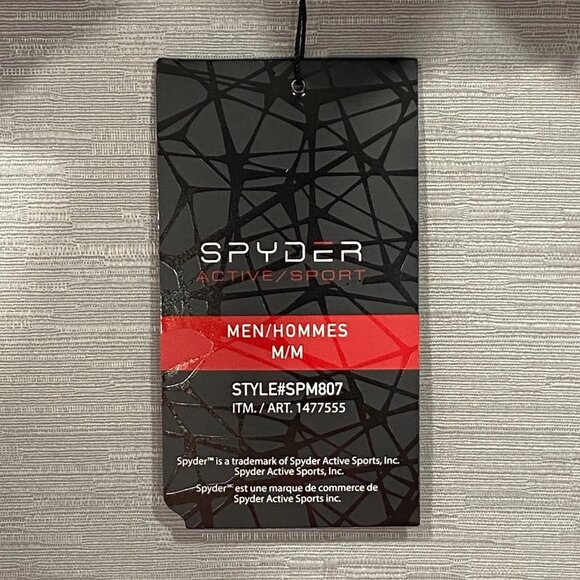 SPYDER
ACTIVE/SPORT
MEN/HOMMES
M/M
STYLE#SPM807
ITM. / ART. 1477555
Spyder™ is a trademark of Spyder Active Sports, Inc.
Spyder Active Sports, Inc.
Spyder™ est une marque de commerce de
Spyder Active Sports inc.